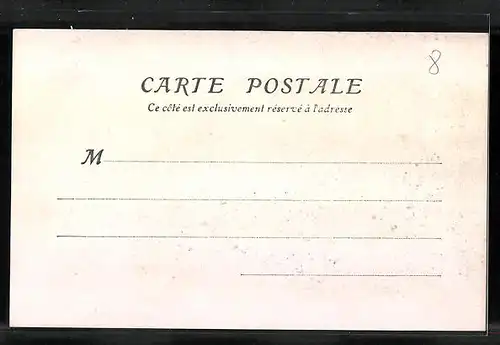 8
CARTE POSTALE
Ce côté est exclusivement réservé à l'adresse
M